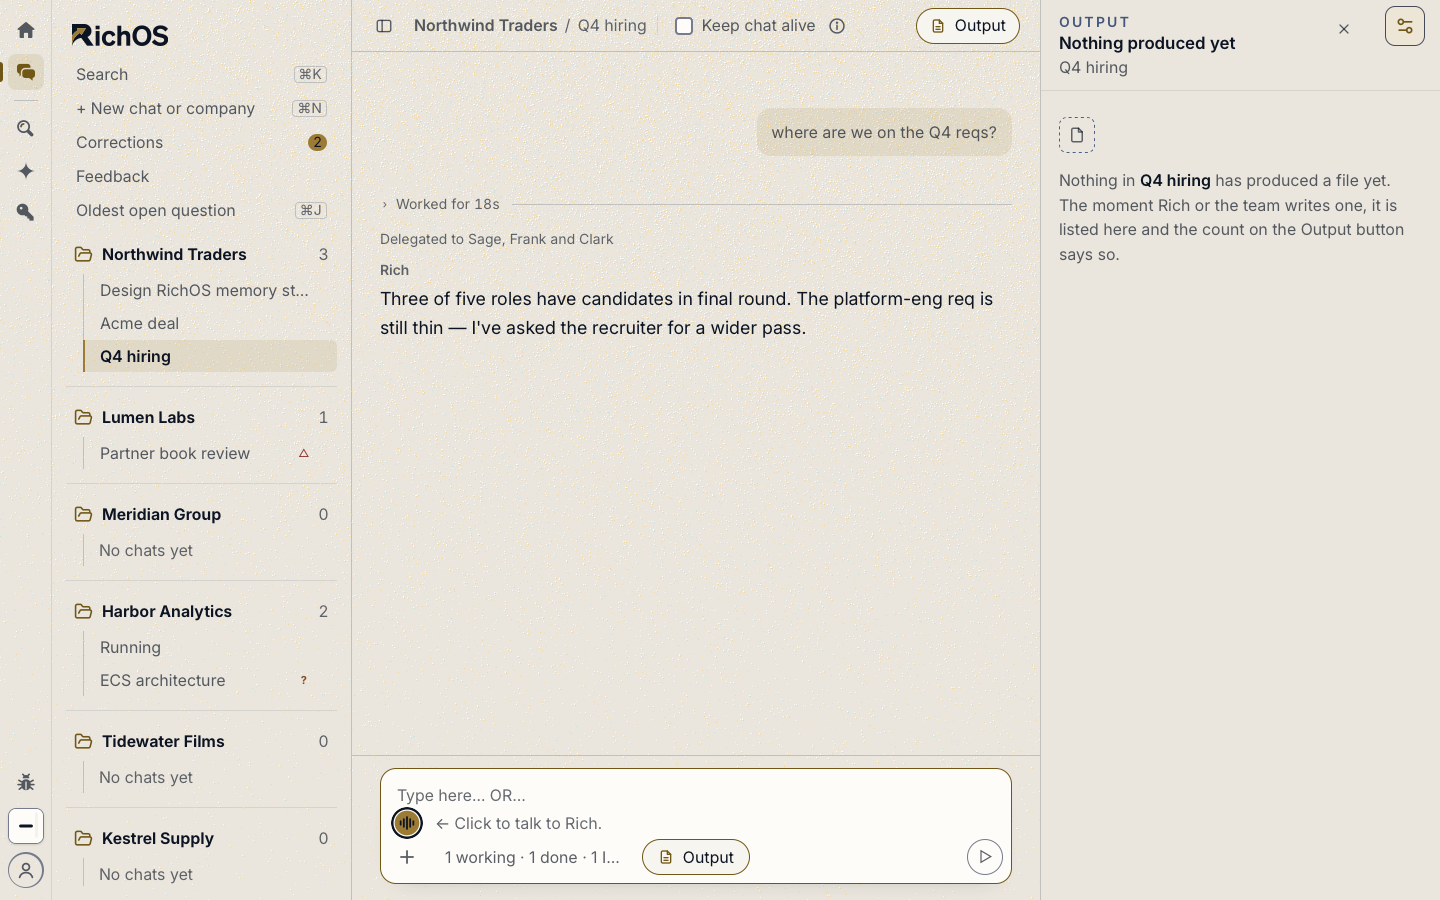 RichOS
Search ⌘K
+ New chat or company ⌘N
Corrections 2
Feedback
Oldest open question ⌘J
Northwind Traders 3
Design RichOS memory st...
Acme deal
Q4 hiring
Lumen Labs 1
Partner book review
Meridian Group 0
No chats yet
Harbor Analytics 2
Running
ECS architecture ?
Tidewater Films 0
No chats yet
Kestrel Supply 0
No chats yet
Northwind Traders / Q4 hiring Keep chat alive Output
where are we on the Q4 reqs?
› Worked for 18s
Delegated to Sage, Frank and Clark
Rich
Three of five roles have candidates in final round. The platform-eng req is
still thin — I've asked the recruiter for a wider pass.
Type here... OR...
← Click to talk to Rich.
1 working · 1 done · 1 l... Output
OUTPUT
Nothing produced yet
Q4 hiring
Nothing in Q4 hiring has produced a file yet.
The moment Rich or the team writes one, it is
listed here and the count on the Output button
says so.